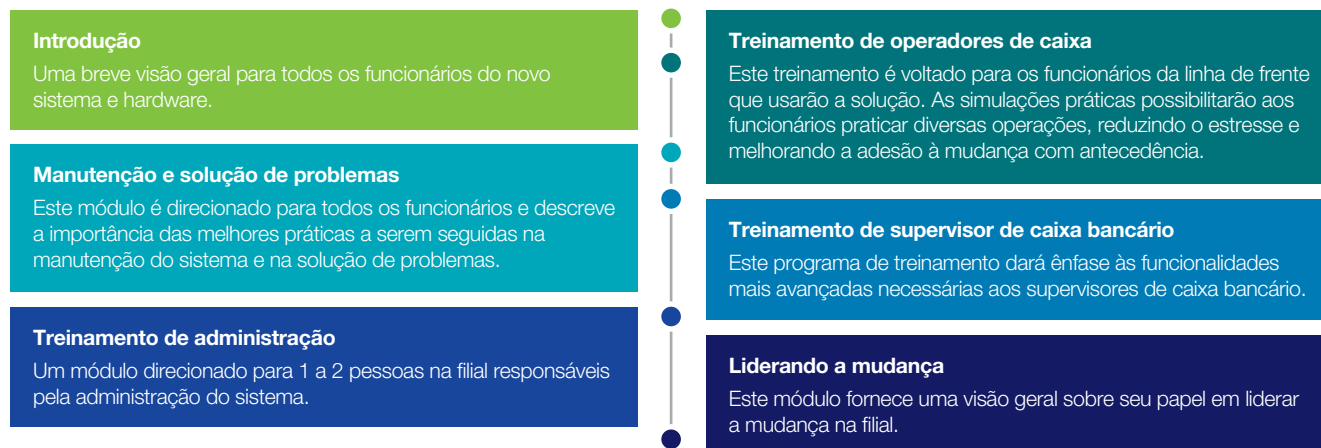 Introdução
Uma breve visão geral para todos os funcionários do novo
sistema e hardware.
Treinamento de operadores de caixa
Este treinamento é voltado para os funcionários da linha de frente
que usarão a solução. As simulações práticas possibilitarão aos
funcionários praticar diversas operações, reduzindo o estresse e
melhorando a adesão à mudança com antecedência.
Manutenção e solução de problemas
Este módulo é direcionado para todos os funcionários e descreve
a importância das melhores práticas a serem seguidas na
manutenção do sistema e na solução de problemas.
Treinamento de supervisor de caixa bancário
Este programa de treinamento dará ênfase às funcionalidades
mais avançadas necessárias aos supervisores de caixa bancário.
Treinamento de administração
Um módulo direcionado para 1 a 2 pessoas na filial responsáveis
pela administração do sistema.
Liderando a mudança
Este módulo fornece uma visão geral sobre seu papel em liderar
a mudança na filial.